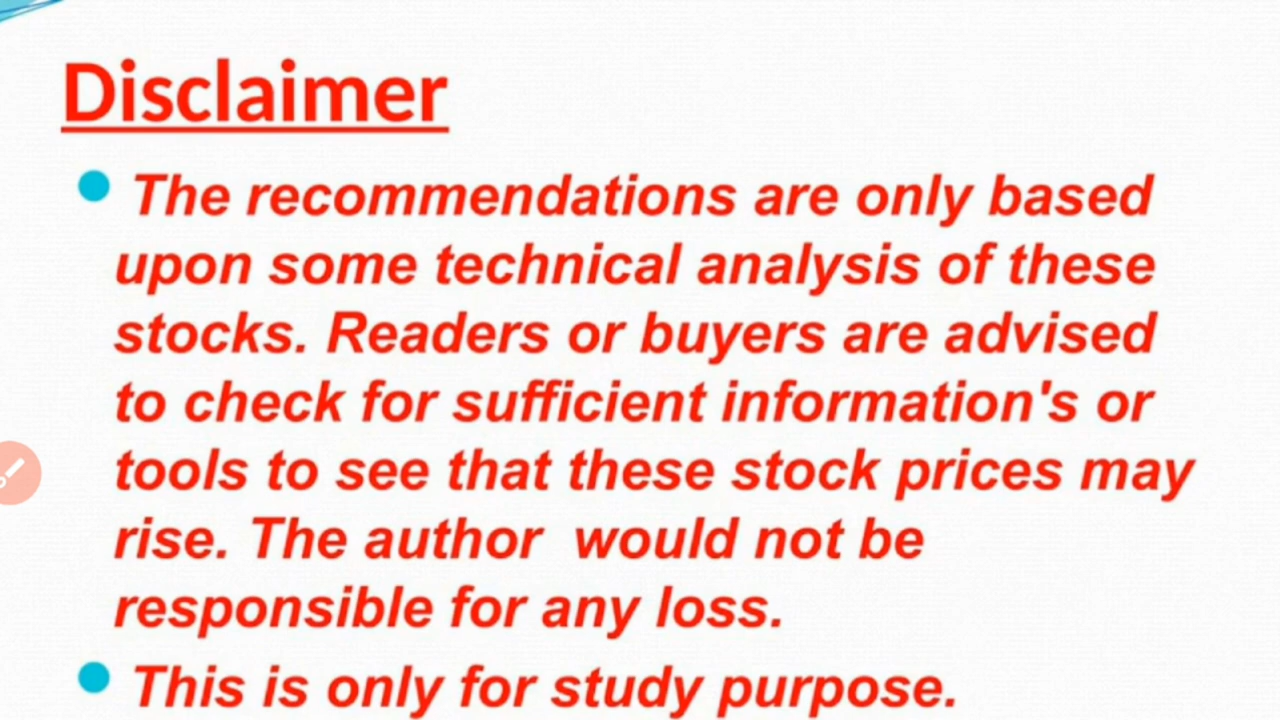 Disclaimer
The recommendations are only based
upon some technical analysis of these
stocks. Readers or buyers are advised
to check for sufficient information's or
tools to see that these stock prices may
rise. The author  would not be
responsible for any loss.
This is only for study purpose.